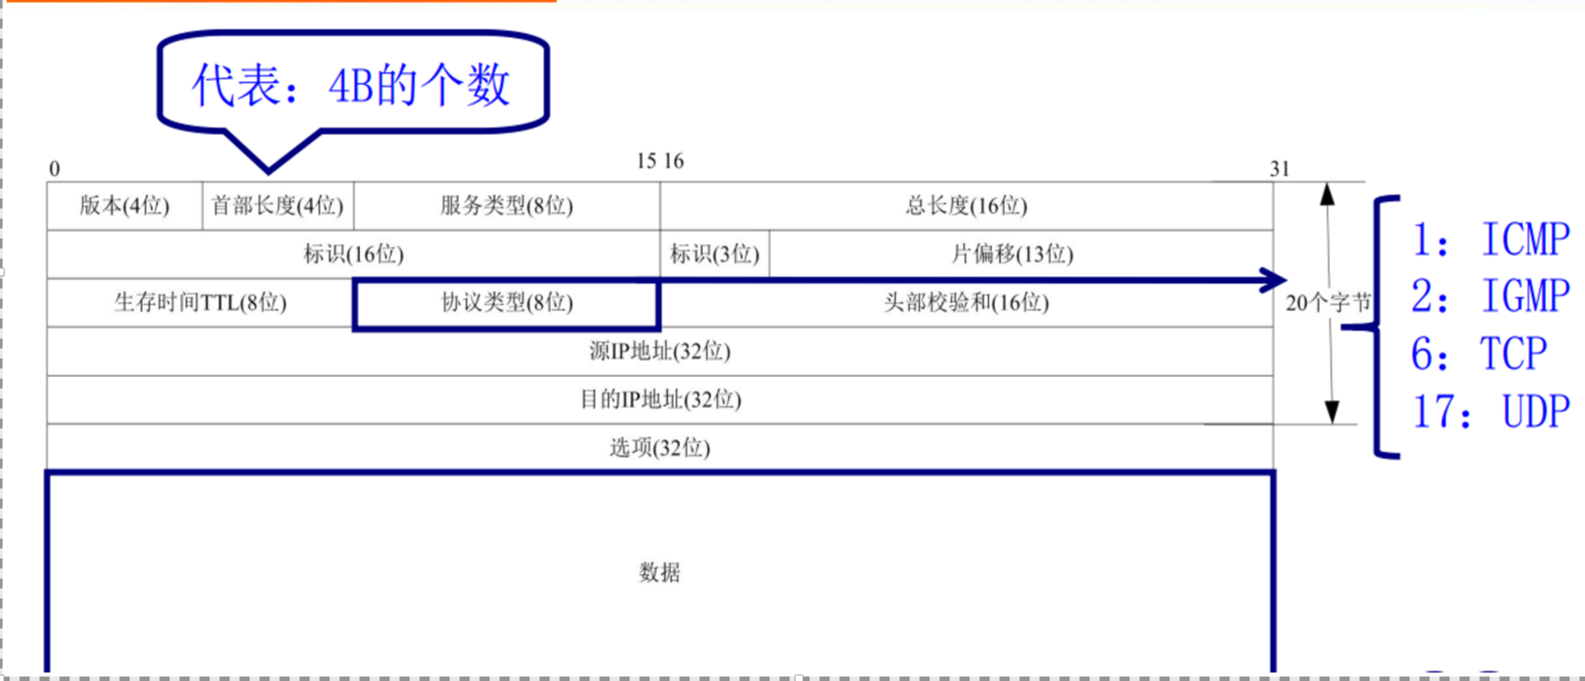 代表：4B的个数
0
15 16
31
版本(4位)
首部长度(4位)
服务类型(8位)
总长度(16位)
标识(16位)
标识(3位)
片偏移(13位)
生存时间TTL(8位)
协议类型(8位)
头部校验和(16位)
20个字节
源IP地址(32位)
目的IP地址(32位)
选项(32位)
数据
1：ICMP
2：IGMP
6：TCP
17：UDP